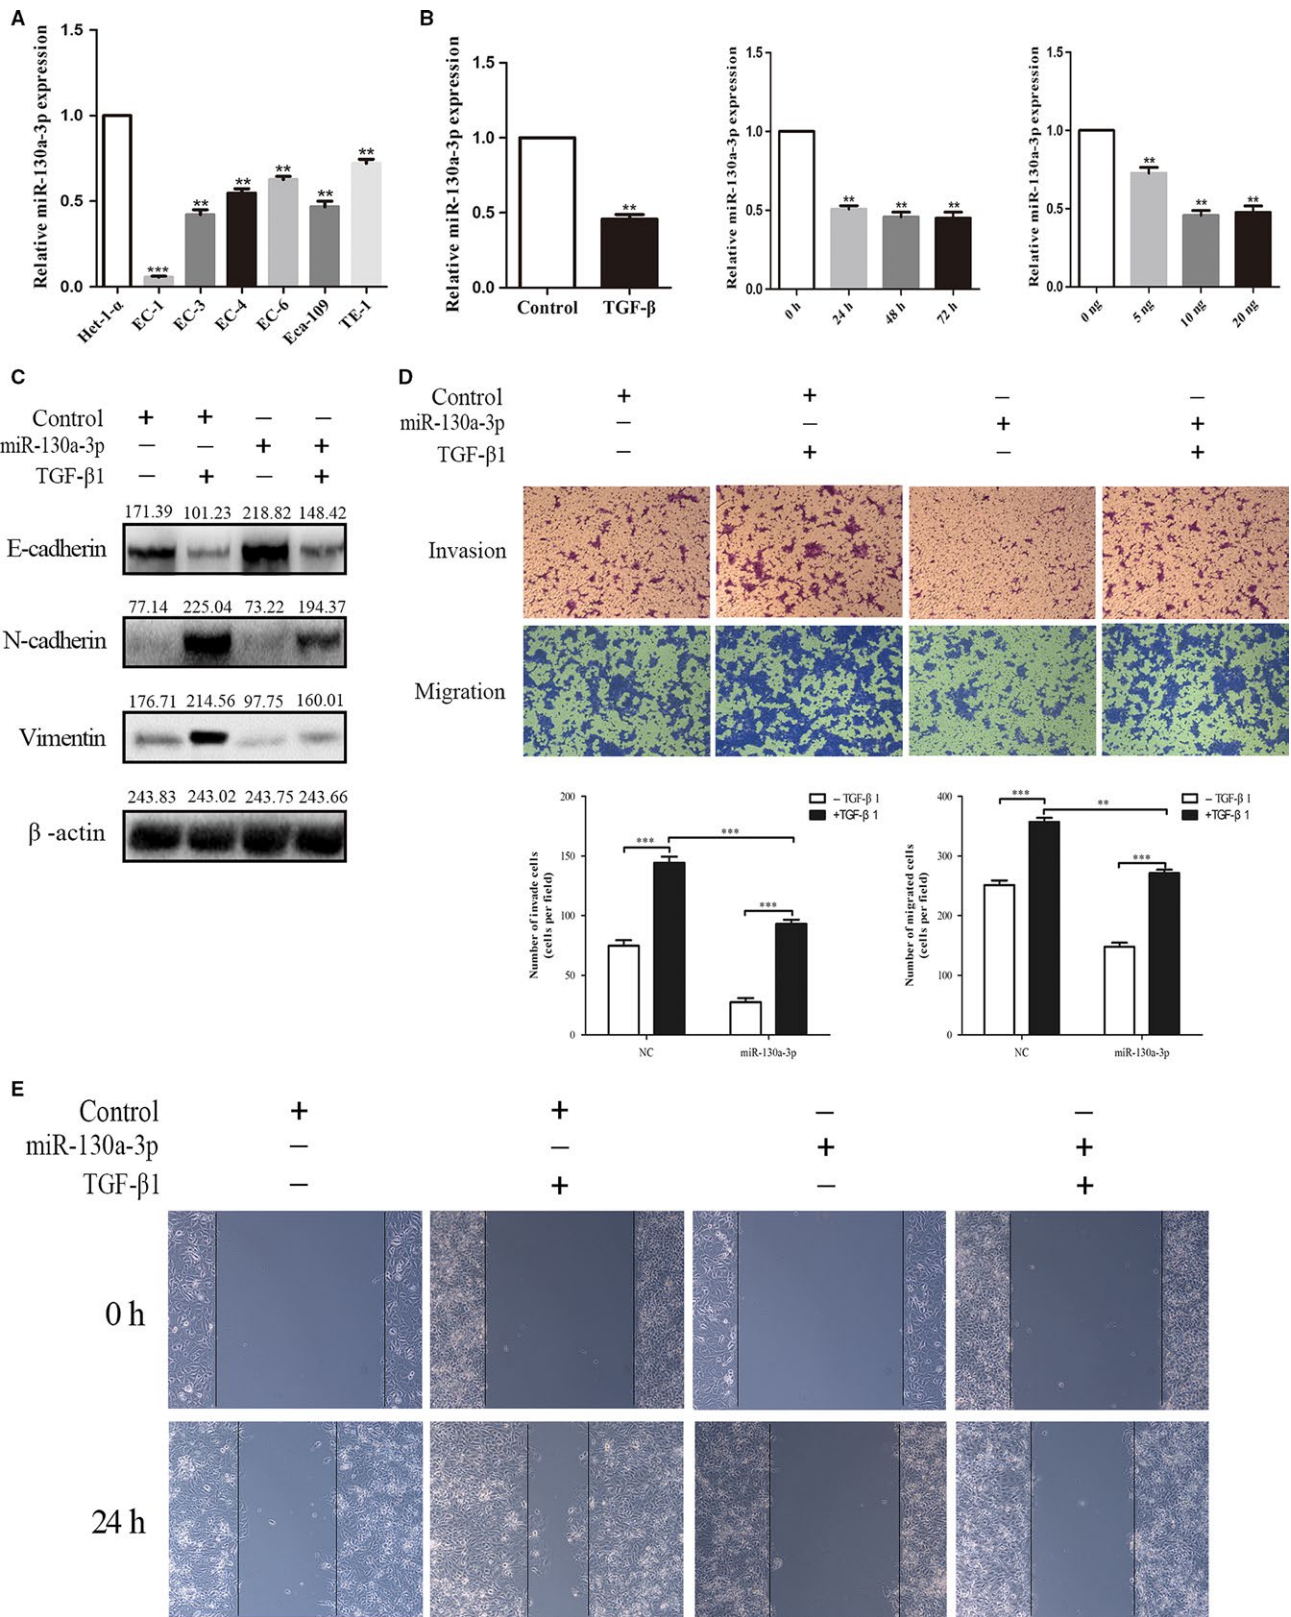 A
Relative miR-130a-3p expression
1.5
1.0
0.5
0.0
***
**
**
**
**
**
Het-1-α
EC-1
EC-3
EC-4
EC-6
Eca-109
TE-1
B
Relative miR-130a-3p expression
1.5
1.0
0.5
0.0
**
Control
TGF-β
Relative miR-130a-3p expression
1.5
1.0
0.5
0.0
**
**
**
0 h
24 h
48 h
72 h
Relative miR-130a-3p expression
1.5
1.0
0.5
0.0
**
**
**
0 ng
5 ng
10 ng
20 ng
C
Control + + – –
miR-130a-3p – – + +
TGF-β1 – + – +
171.39 101.23 218.82 148.42
E-cadherin
77.14 225.04 73.22 194.37
N-cadherin
176.71 214.56 97.75 160.01
Vimentin
243.83 243.02 243.75 243.66
β -actin
D
Control + + – –
miR-130a-3p – – + +
TGF-β1 – + – +
Invasion
Migration
Number of invade cells
(cells per field)
200
150
100
50
0
– TGF-β 1
+TGF-β 1
***
***
***
NC
miR-130a-3p
Number of migrated cells
(cells per field)
400
300
200
100
0
– TGF-β 1
+TGF-β 1
***
**
***
NC
miR-130a-3p
E
Control + + – –
miR-130a-3p – – + +
TGF-β1 – + – +
0 h
24 h